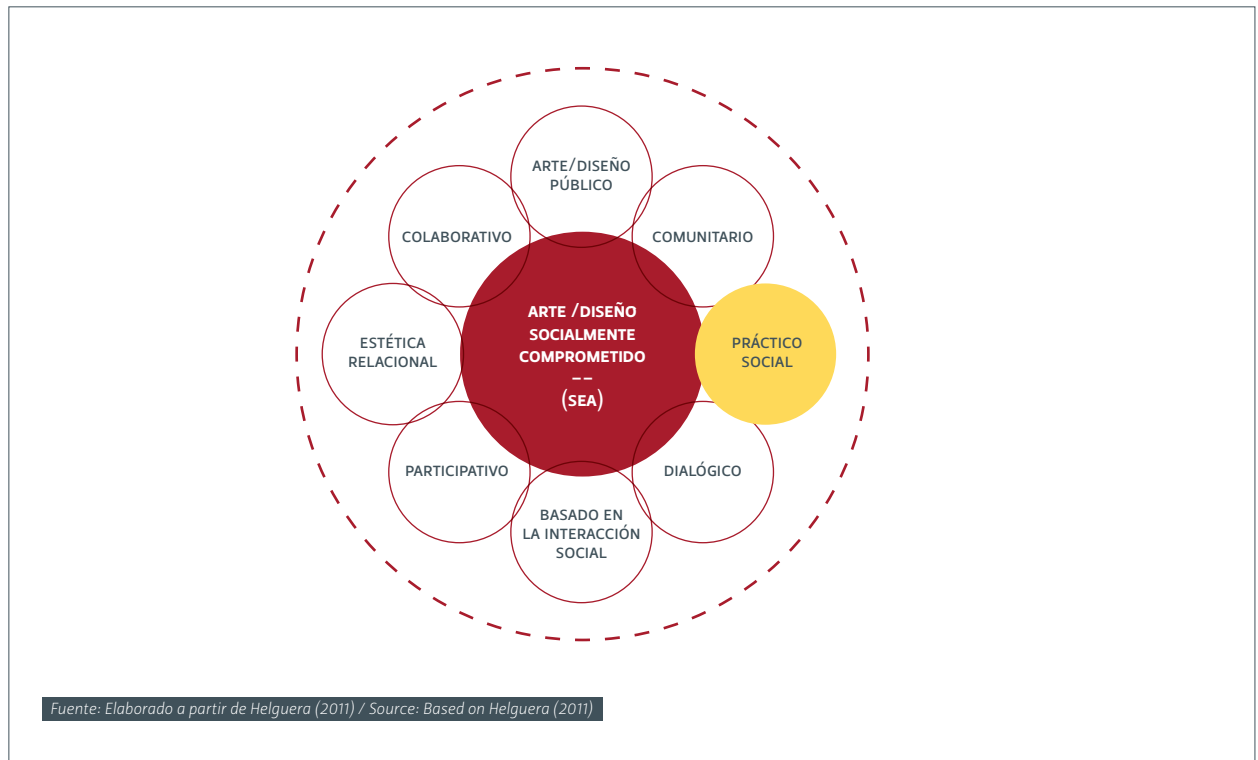 ARTE/DISEÑO
PÚBLICO
COLABORATIVO
COMUNITARIO
ARTE /DISEÑO
SOCIALMENTE
COMPROMETIDO
––
(SEA)
ESTÉTICA
RELACIONAL
PRÁCTICO
SOCIAL
PARTICIPATIVO
DIALÓGICO
BASADO EN
LA INTERACCIÓN
SOCIAL
Fuente: Elaborado a partir de Helguera (2011) / Source: Based on Helguera (2011)